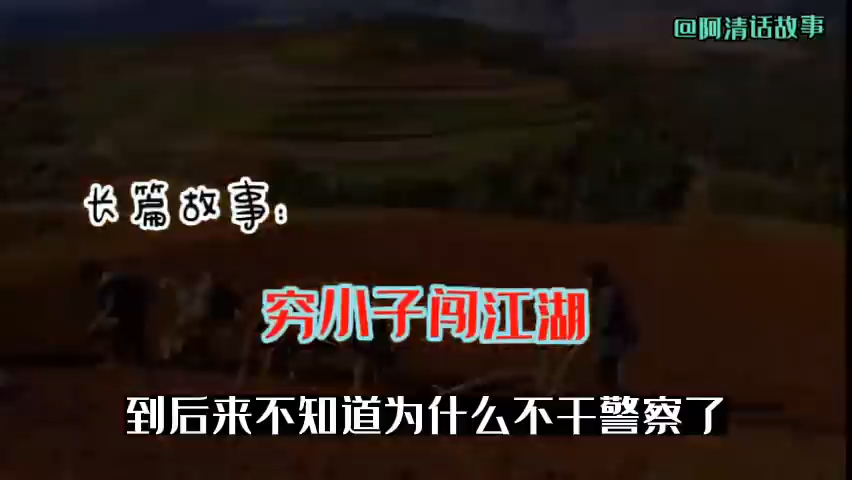 @阿清话故事
长篇故事:
穷小子闯江湖
到后来不知道为什么不干警察了